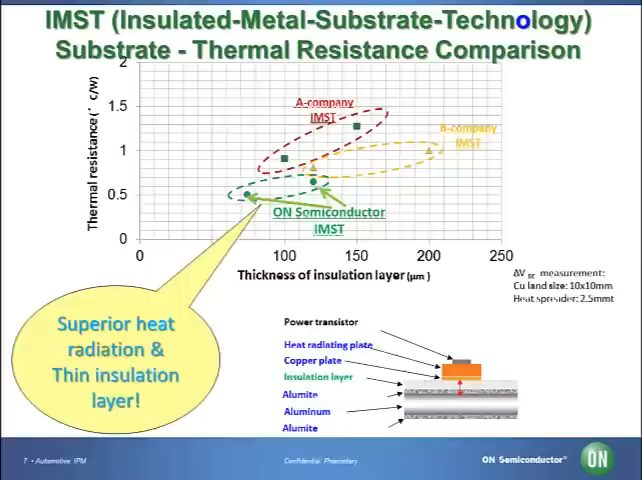 IMST (Insulated-Metal-Substrate-Technology)
Substrate - Thermal Resistance Comparison
2
1.5
1
0.5
0
Thermal resistance(° C/W)
A-company
IMST
B-company
IMST
ON Semiconductor
IMST
0
100
150
200
250
Thickness of insulation layer(μm)
ΔV BE measurement:
Cu land size: 10x10mm
Heat spreader: 2.5mmt
Superior heat
radiation &
Thin insulation
layer!
Power transistor
Heat radiating plate
Copper plate
Insulation layer
Alumite
Aluminum
Alumite
7 • Automotive IPM
Confidential Proprietary
ON Semiconductor®
ON